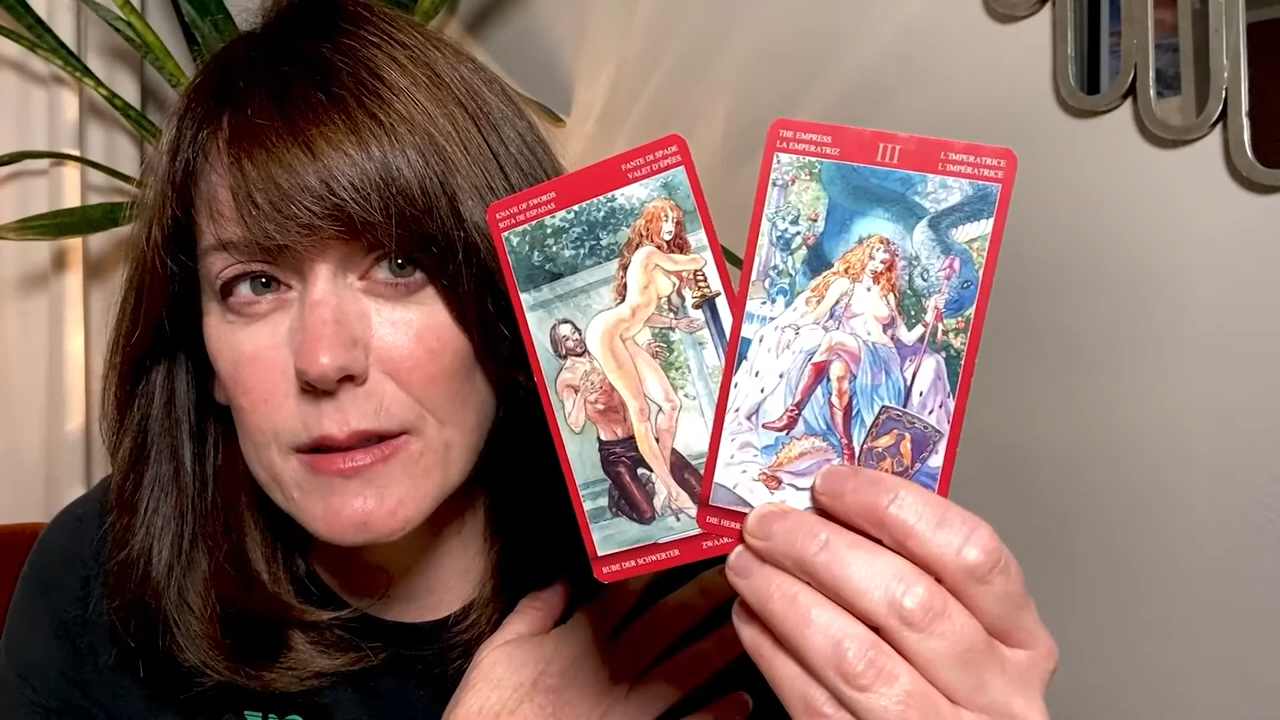 KNAVE OF SWORDS
SOTA DE ESPADAS
FANTE DI SPADE
VALET D'ÉPÉES
BUBE DER SCHWERTER
THE EMPRESS
LA EMPERATRIZ
III
L'IMPERATRICE
L'IMPÉRATRICE
DIE